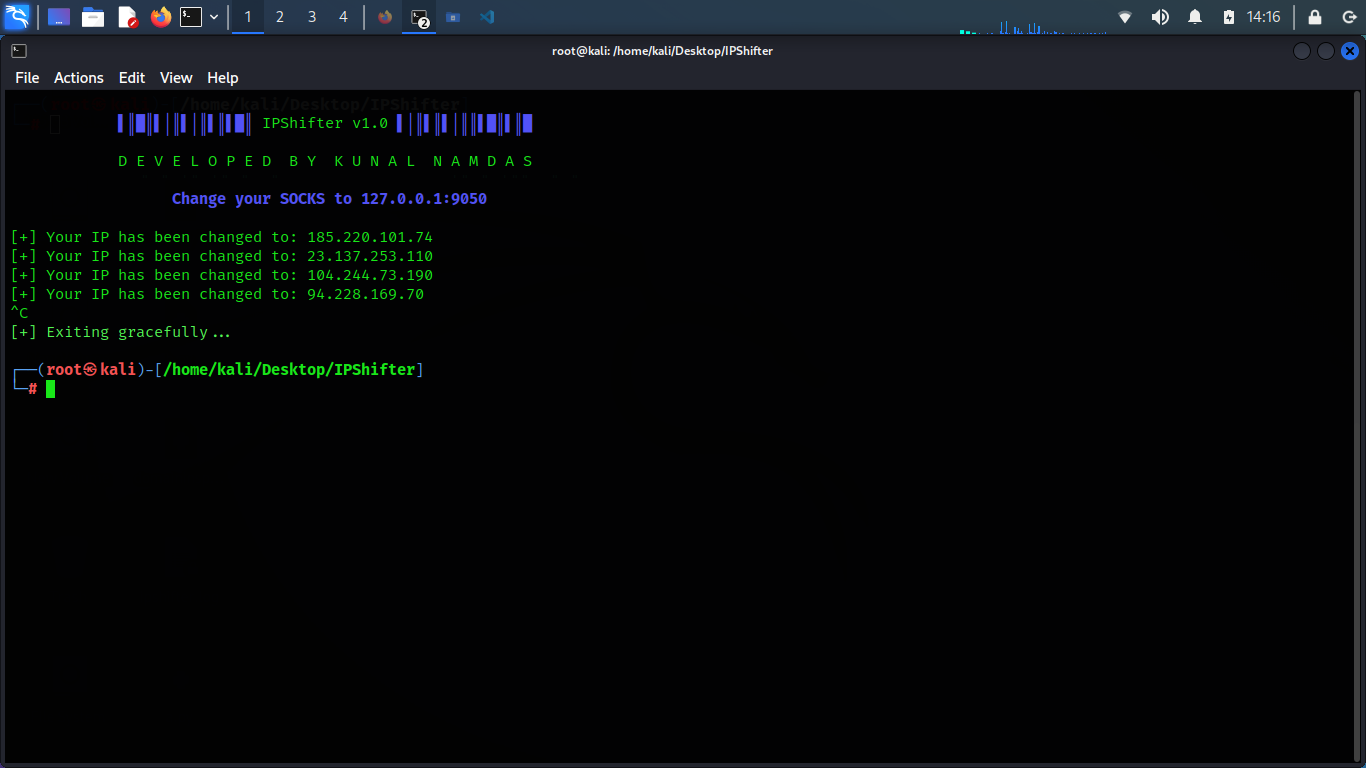 1 2 3 4 2 14:16
root@kali: /home/kali/Desktop/IPShifter
File Actions Edit View Help
[/home/kali/Desktop/IPShifter]
IPShifter v1.0
D E V E L O P E D B Y K U N A L N A M D A S
Change your SOCKS to 127.0.0.1:9050
[+] Your IP has been changed to: 185.220.101.74
[+] Your IP has been changed to: 23.137.253.110
[+] Your IP has been changed to: 104.244.73.190
[+] Your IP has been changed to: 94.228.169.70
^C
[+] Exiting gracefully...
┌──(root㉿kali)-[/home/kali/Desktop/IPShifter]
└─#